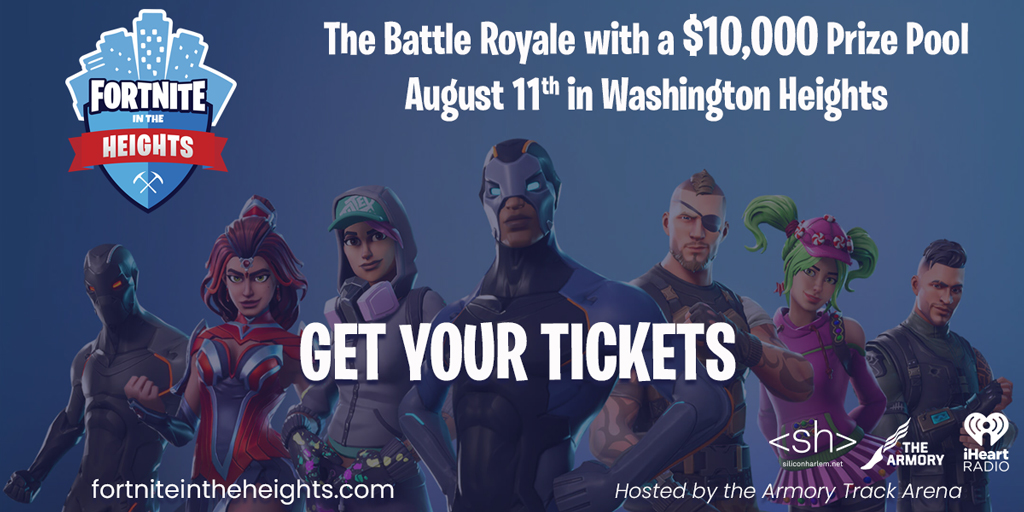 The Battle Royale with a $10,000 Prize Pool
August 11th in Washington Heights
FORTNITE
IN THE
HEIGHTS
GET YOUR TICKETS
<sh>
siliconharlem.net
THE
ARMORY
iHeart
RADIO
fortniteintheheights.com
Hosted by the Armory Track Arena